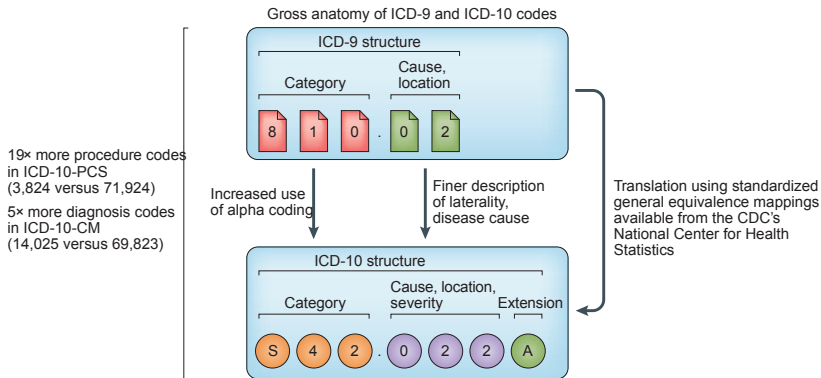 Gross anatomy of ICD-9 and ICD-10 codes
ICD-9 structure
Category
Cause,
location
8 1 0 . 0 2
19× more procedure codes
in ICD-10-PCS
(3,824 versus 71,924)
5× more diagnosis codes
in ICD-10-CM
(14,025 versus 69,823)
Increased use
of alpha coding
Finer description
of laterality,
disease cause
Translation using standardized
general equivalence mappings
available from the CDC's
National Center for Health
Statistics
ICD-10 structure
Category
Cause, location,
severity
Extension
S 4 2 . 0 2 2 A